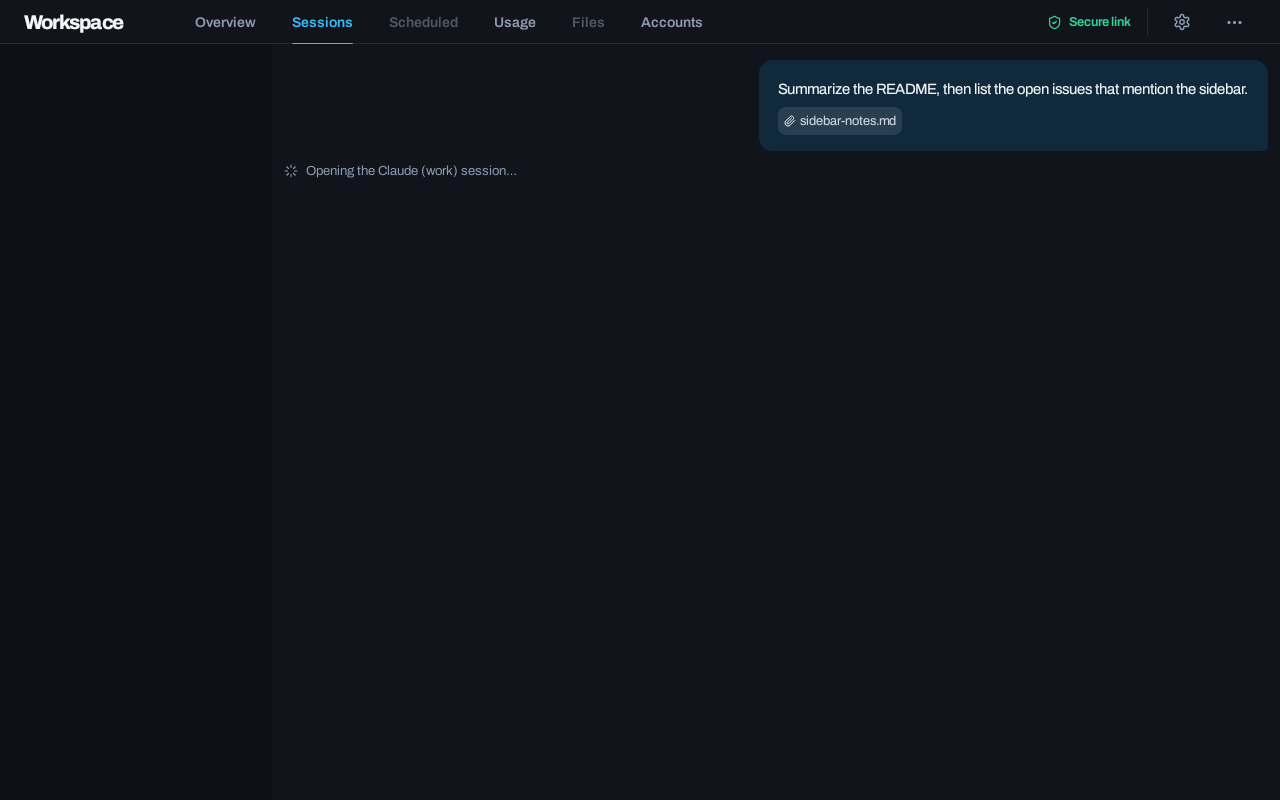 Workspace
Overview
Sessions
Scheduled
Usage
Files
Accounts
Secure link
Summarize the README, then list the open issues that mention the sidebar.
sidebar-notes.md
Opening the Claude (work) session...